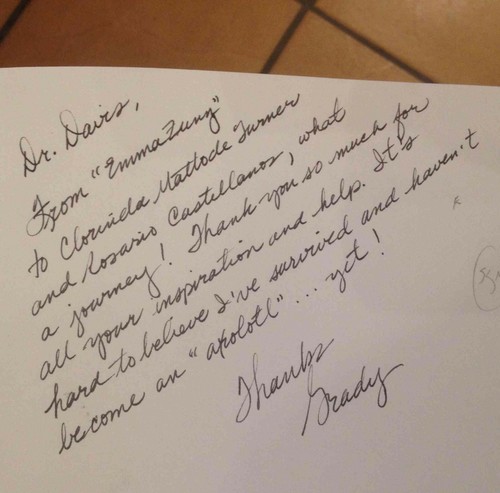 Dr. Davis,
From "Emma Zunz"
to Clorinda Mattode Turner
and Rosario Castellanos, what
a journey! Thank you so much for
all your inspiration and help. It's
hard to believe I've survived and haven't
become an "axolotl"... yet!
Thanks
Grady